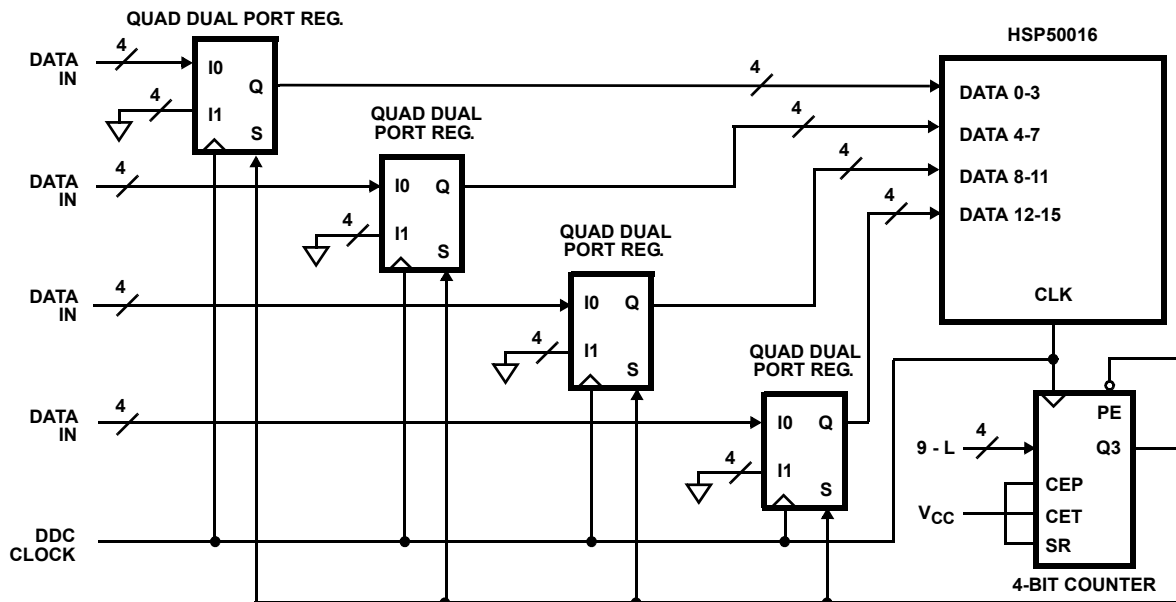 QUAD DUAL PORT REG.
HSP50016
DATA
IN
4
I0
Q
I1
S
4
4
DATA 0-3
QUAD DUAL
PORT REG.
4
DATA 4-7
DATA
IN
4
I0
Q
I1
S
4
4
DATA 8-11
4
DATA 12-15
QUAD DUAL
PORT REG.
DATA
IN
4
I0
Q
I1
S
4
CLK
QUAD DUAL
PORT REG.
DATA
IN
4
I0
Q
I1
S
4
PE
9 - L
4
Q3
CEP
VCC
CET
SR
DDC
CLOCK
4-BIT COUNTER